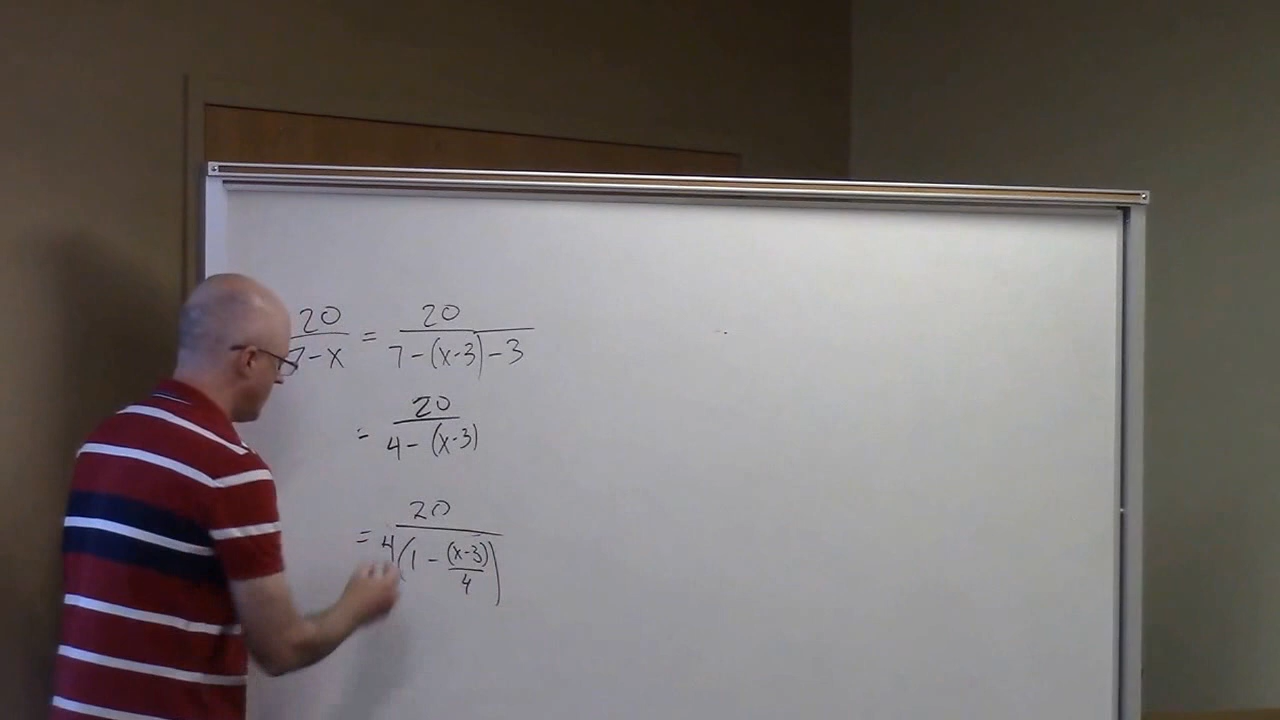 20/(7-x) = 20/(7-(x-3)-3)
= 20/(4-(x-3))
= 20/(4(1-(x-3)/4))